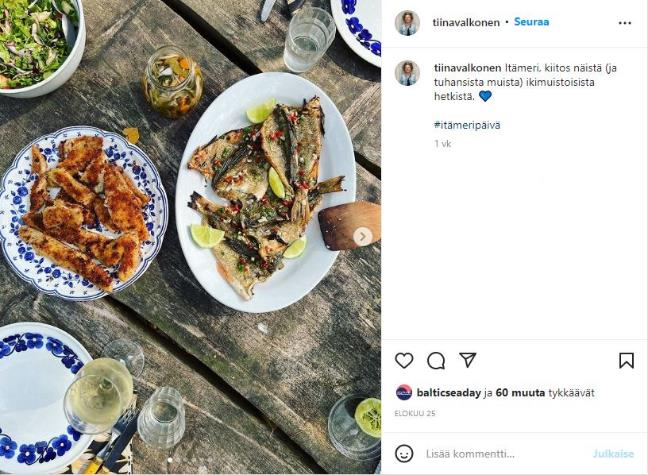 tiinavalkonen • Seuraa
tiinavalkonen Itämeri, kiitos näistä (ja
tuhansista muista) ikimuistoisista
hetkistä. 💙
#itämeripäivä
1 vk
balticseaday ja 60 muuta tykkäävät
ELOKUU 25
Lisää kommentti... Julkaise